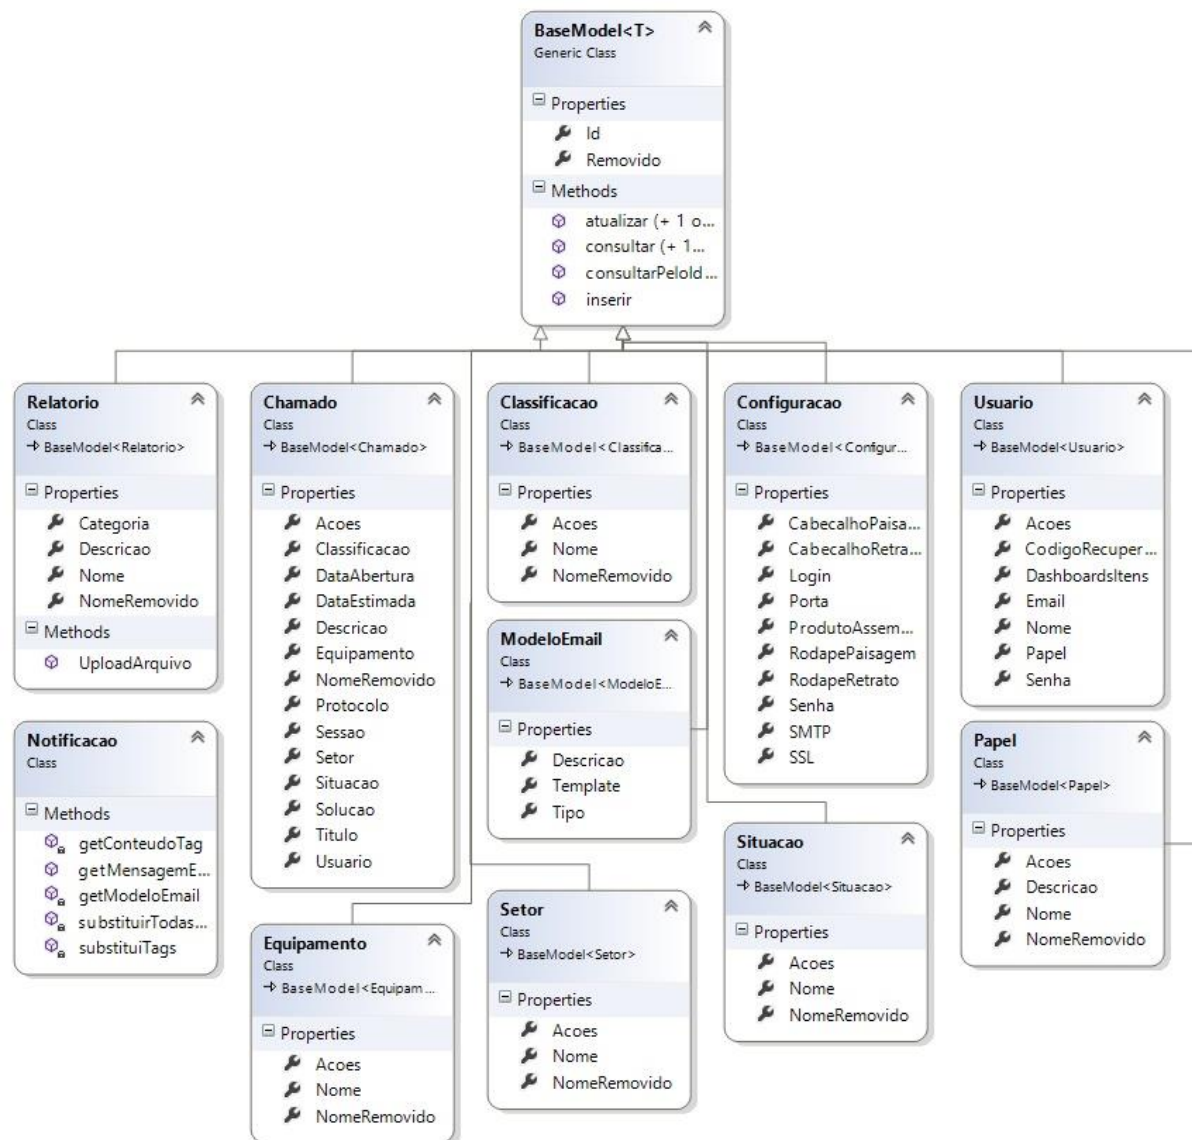 BaseModel<T>
Generic Class
Properties
Id
Removido
Methods
atualizar (+ 1 o...
consultar (+ 1...
consultarPeloId ...
inserir
Relatorio
Class
BaseModel<Relatorio>
Properties
Categoria
Descricao
Nome
NomeRemovido
Methods
UploadArquivo
Notificacao
Class
Methods
getConteudoTag
getMensagemE...
getModeloEmail
substituirTodas...
substituiTags
Chamado
Class
BaseModel<Chamado>
Properties
Acoes
Classificacao
DataAbertura
DataEstimada
Descricao
Equipamento
NomeRemovido
Protocolo
Sessao
Setor
Situacao
Solucao
Titulo
Usuario
Equipamento
Class
BaseModel<Equipam...
Properties
Acoes
Nome
NomeRemovido
Classificacao
Class
BaseModel<Classifica...
Properties
Acoes
Nome
NomeRemovido
ModeloEmail
Class
BaseModel<ModeloE...
Properties
Descricao
Template
Tipo
Setor
Class
BaseModel<Setor>
Properties
Acoes
Nome
NomeRemovido
Configuracao
Class
BaseModel<Configur...
Properties
CabecalhoPaisa...
CabecalhoRetra...
Login
Porta
ProdutoAssem...
RodapePaisagem
RodapeRetrato
Senha
SMTP
SSL
Situacao
Class
BaseModel<Situacao>
Properties
Acoes
Nome
NomeRemovido
Usuario
Class
BaseModel<Usuario>
Properties
Acoes
CodigoRecuper...
DashboardsItens
Email
Nome
Papel
Senha
Papel
Class
BaseModel<Papel>
Properties
Acoes
Descricao
Nome
NomeRemovido